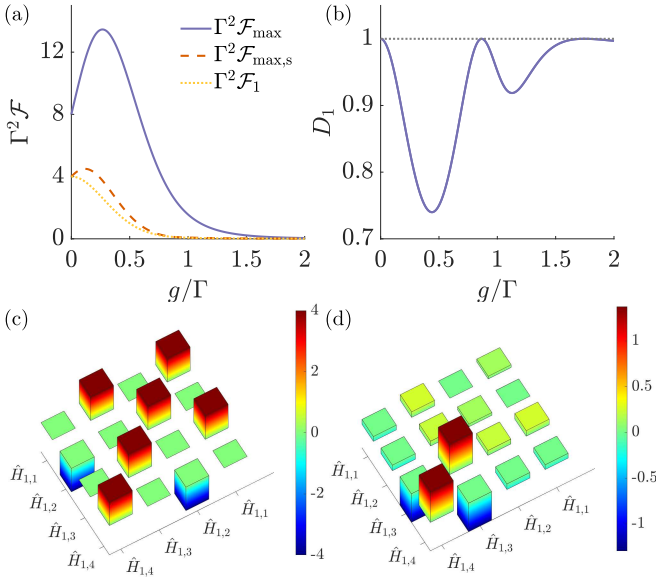 (a)
Γ²ℱ
12
8
4
0
0 0.5 1 1.5 2
g/Γ
Γ²ℱmax
Γ²ℱmax,s
Γ²ℱ₁
(b)
D₁
1
0.9
0.8
0.7
0 0.5 1 1.5 2
g/Γ
(c)
Ĥ1,1
Ĥ1,2
Ĥ1,3
Ĥ1,4
Ĥ1,4
Ĥ1,3
Ĥ1,2
Ĥ1,1
4
2
0
-2
-4
(d)
Ĥ1,1
Ĥ1,2
Ĥ1,3
Ĥ1,4
Ĥ1,4
Ĥ1,3
Ĥ1,2
Ĥ1,1
1
0.5
0
-0.5
-1